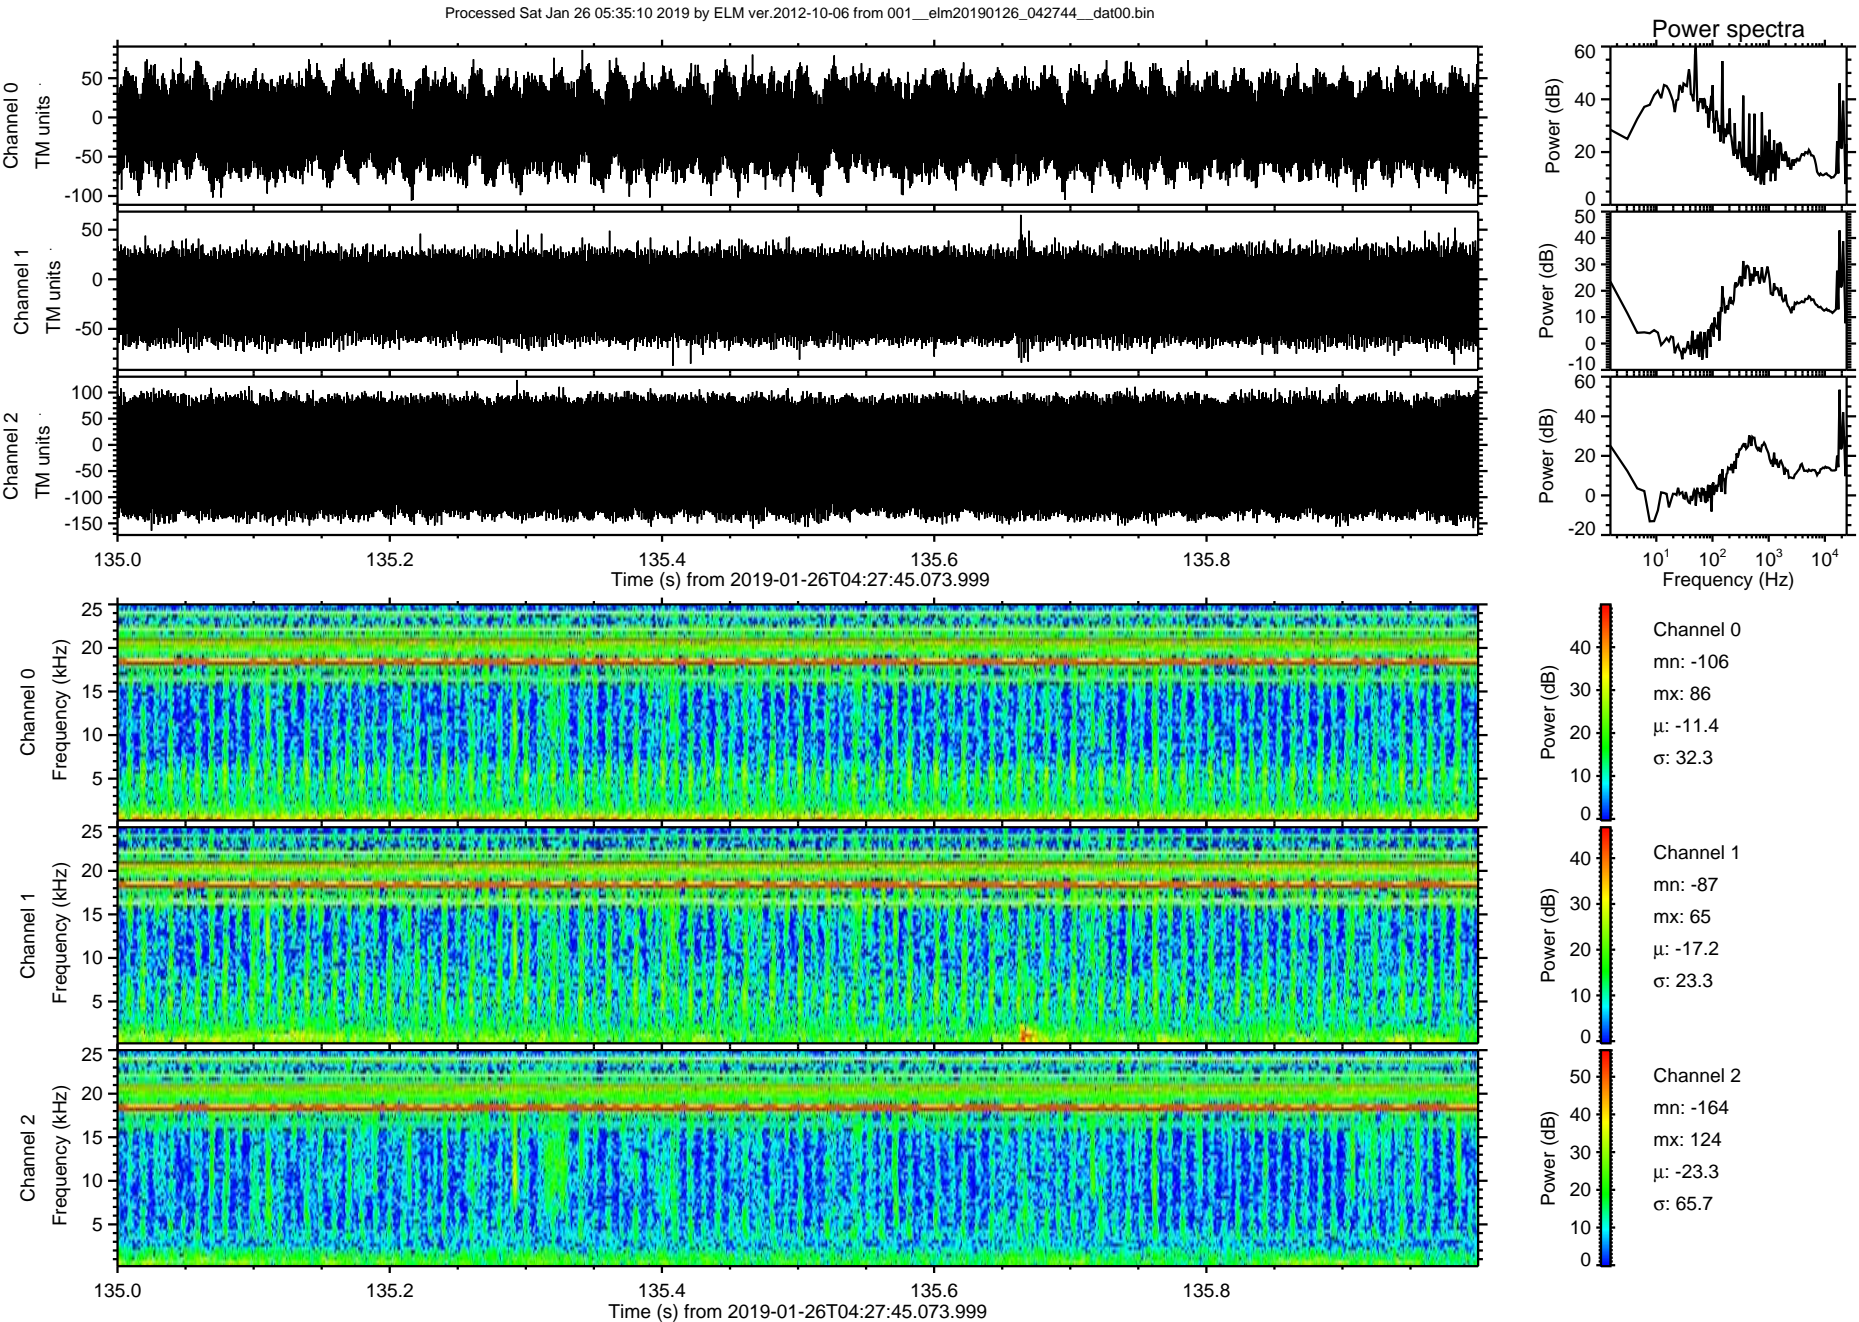 Processed Sat Jan 26 05:35:10 2019 by ELM ver.2012-10-06 from 001__elm20190126_042744__dat00.bin
Power spectra
Channel 0
TM units
50
0
-50
-100
Power (dB)
60
40
20
0
Channel 1
TM units
50
0
-50
Power (dB)
50
40
30
20
10
0
-10
Channel 2
TM units
100
50
0
-50
-100
-150
Power (dB)
60
40
20
0
-20
135.0 135.2 135.4 135.6 135.8
Time (s) from 2019-01-26T04:27:45.073.999
10^1 10^2 10^3 10^4
Frequency (Hz)
Channel 0
Frequency (kHz)
25
20
15
10
5
Power (dB)
40
30
20
10
0
Channel 0
mn: -106
mx: 86
μ: -11.4
σ: 32.3
Channel 1
Frequency (kHz)
25
20
15
10
5
Power (dB)
40
30
20
10
0
Channel 1
mn: -87
mx: 65
μ: -17.2
σ: 23.3
Channel 2
Frequency (kHz)
25
20
15
10
5
Power (dB)
50
40
30
20
10
0
Channel 2
mn: -164
mx: 124
μ: -23.3
σ: 65.7
135.0 135.2 135.4 135.6 135.8
Time (s) from 2019-01-26T04:27:45.073.999